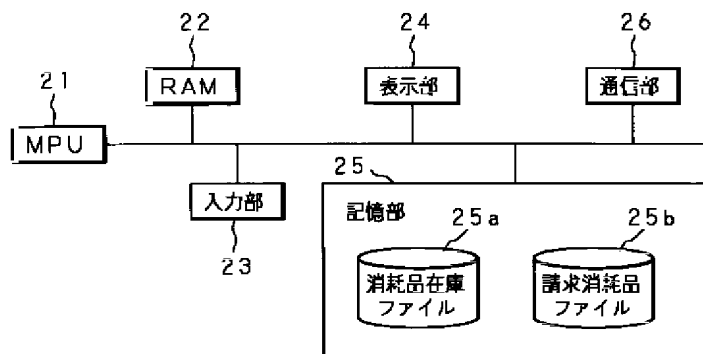 22
24
26
21
RAM
表示部
通信部
MPU
25
入力部
記憶部
23
25a
25b
消耗品在庫
ファイル
請求消耗品
ファイル